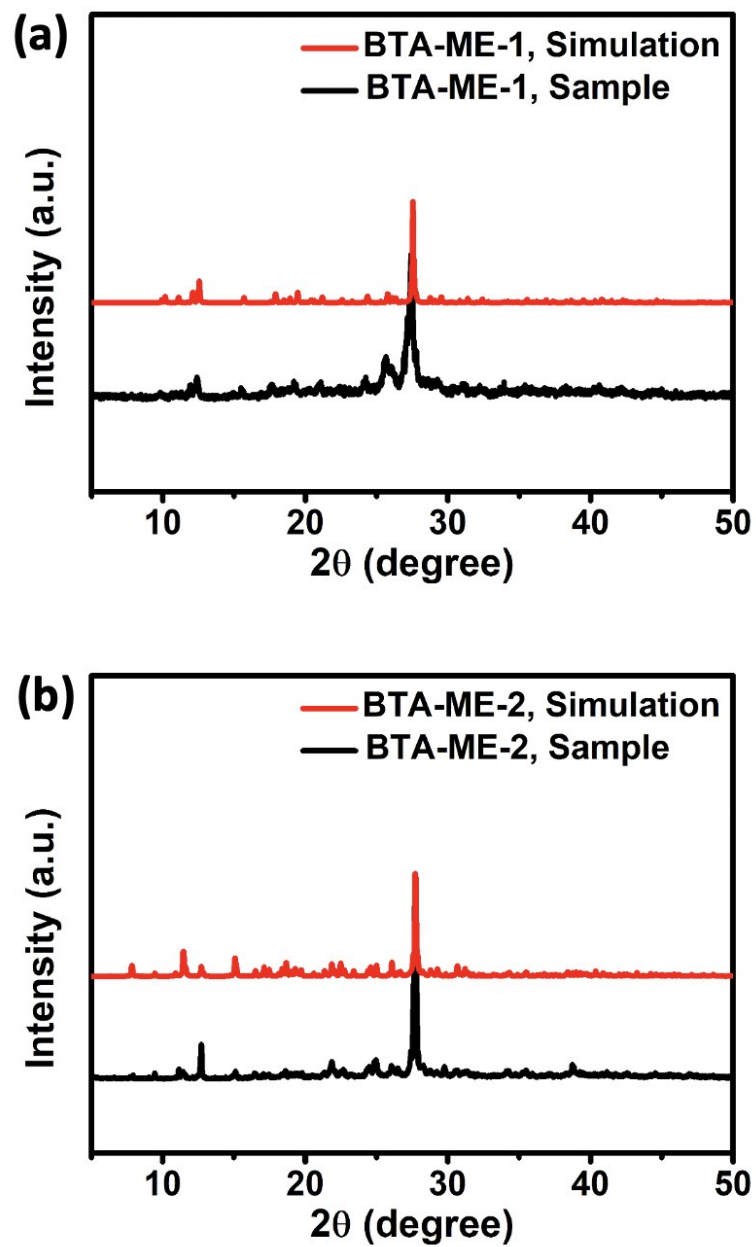 (a)
BTA-ME-1, Simulation
BTA-ME-1, Sample
Intensity (a.u.)
10 20 30 40 50
2θ (degree)
(b)
BTA-ME-2, Simulation
BTA-ME-2, Sample
Intensity (a.u.)
10 20 30 40 50
2θ (degree)